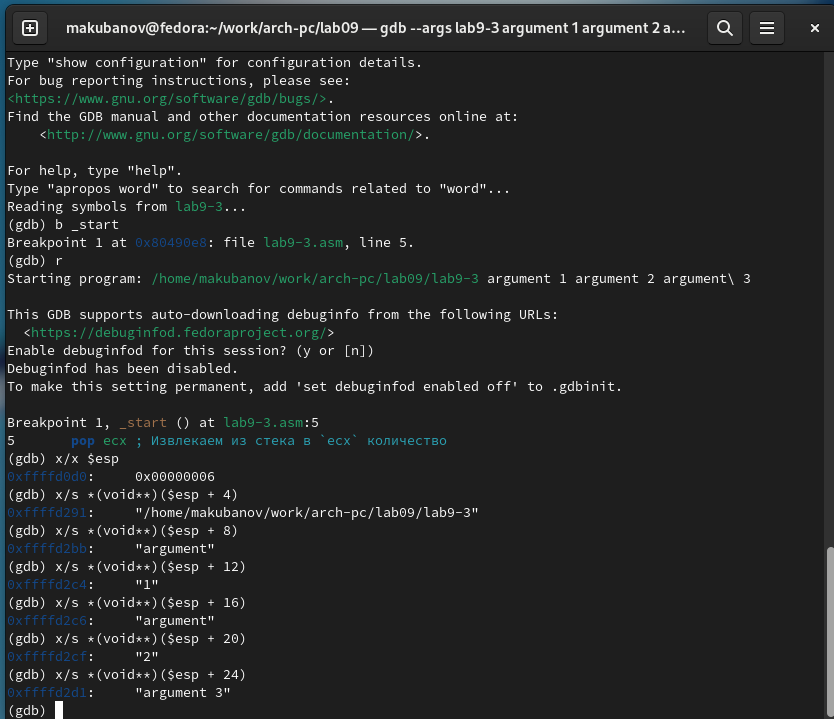 makubanov@fedora:~/work/arch-pc/lab09 — gdb --args lab9-3 argument 1 argument 2 a...
Type "show configuration" for configuration details.
For bug reporting instructions, please see:
<https://www.gnu.org/software/gdb/bugs/>.
Find the GDB manual and other documentation resources online at:
    <http://www.gnu.org/software/gdb/documentation/>.

For help, type "help".
Type "apropos word" to search for commands related to "word"...
Reading symbols from lab9-3...
(gdb) b _start
Breakpoint 1 at 0x80490e8: file lab9-3.asm, line 5.
(gdb) r
Starting program: /home/makubanov/work/arch-pc/lab09/lab9-3 argument 1 argument 2 argument\ 3

This GDB supports auto-downloading debuginfo from the following URLs:
  <https://debuginfod.fedoraproject.org/>
Enable debuginfod for this session? (y or [n])
Debuginfod has been disabled.
To make this setting permanent, add 'set debuginfod enabled off' to .gdbinit.

Breakpoint 1, _start () at lab9-3.asm:5
5       pop ecx ; Извлекаем из стека в `ecx` количество
(gdb) x/x $esp
0xffffd0d0:     0x00000006
(gdb) x/s *(void**)($esp + 4)
0xffffd291:     "/home/makubanov/work/arch-pc/lab09/lab9-3"
(gdb) x/s *(void**)($esp + 8)
0xffffd2bb:     "argument"
(gdb) x/s *(void**)($esp + 12)
0xffffd2c4:     "1"
(gdb) x/s *(void**)($esp + 16)
0xffffd2c6:     "argument"
(gdb) x/s *(void**)($esp + 20)
0xffffd2cf:     "2"
(gdb) x/s *(void**)($esp + 24)
0xffffd2d1:     "argument 3"
(gdb)